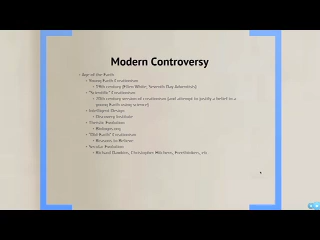 Modern Controversy
Age of the Earth
Young Earth Creationism
19th century (Ellen White, Seventh Day Adventists)
"Scientific" Creationism
20th century version of creationism (and attempt to justify a belief in a
young Earth using science)
Intelligent Design
Discovery Institute
Theistic Evolution
Biologos.org
"Old Earth" Creationism
Reasons to Believe
Secular Evolution
Richard Dawkins, Christopher Hitchens, Freethinkers, etc